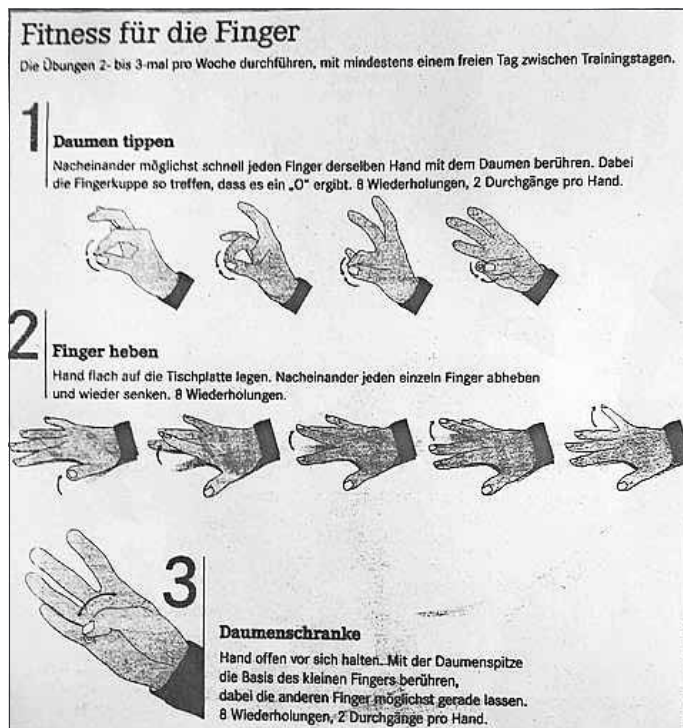 Fitness für die Finger
Die Übungen 2- bis 3-mal pro Woche durchführen, mit mindestens einem freien Tag zwischen Trainingstagen.
1
Daumen tippen
Nacheinander möglichst schnell jeden Finger derselben Hand mit dem Daumen berühren. Dabei
die Fingerkuppe so treffen, dass es ein „O“ ergibt. 8 Wiederholungen, 2 Durchgänge pro Hand.
2
Finger heben
Hand flach auf die Tischplatte legen. Nacheinander jeden einzeln Finger abheben
und wieder senken. 8 Wiederholungen.
3
Daumenschranke
Hand offen vor sich halten. Mit der Daumenspitze
die Basis des kleinen Fingers berühren,
dabei die anderen Finger möglichst gerade lassen.
8 Wiederholungen, 2 Durchgänge pro Hand.